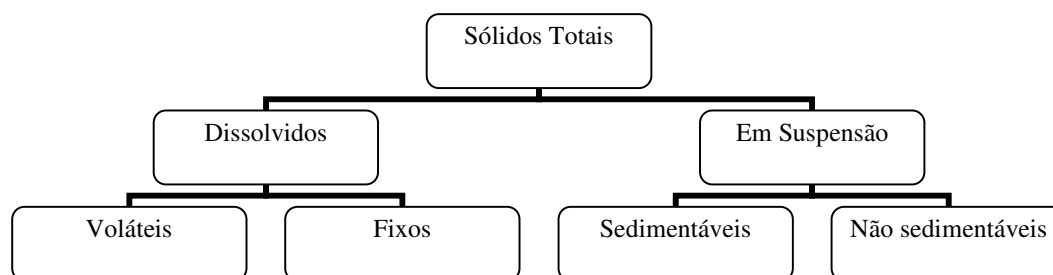 Sólidos Totais
Dissolvidos
Em Suspensão
Voláteis
Fixos
Sedimentáveis
Não sedimentáveis